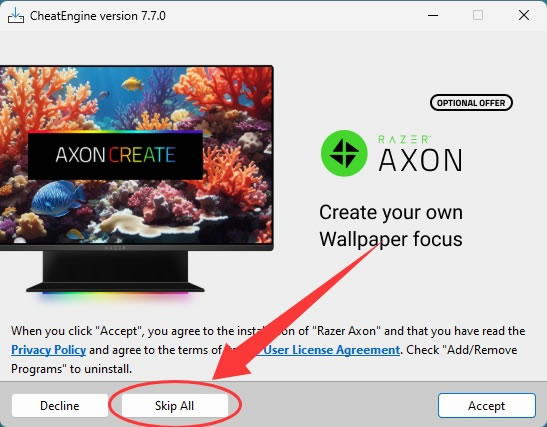 CheatEngine version 7.7.0
OPTIONAL OFFER
AXON CREATE
RAZER
AXON
Create your own
Wallpaper focus
RAZER
When you click "Accept", you agree to the of "Razer Axon" and that you have read the
Privacy Policy and agree to the terms of User License Agreement. Check "Add/Remove
Programs" to uninstall.
Decline
Skip All
Accept